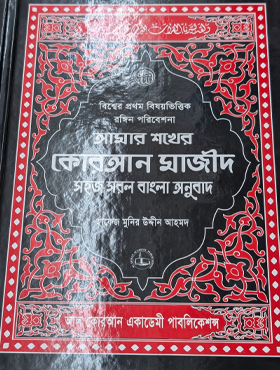 বিশ্বের প্রথম বিষয়ভিত্তিক
রঙ্গিন পরিবেশনা
আমার শখের
কোরআন মাজীদ
সহজ সরল বাংলা অনুবাদ
হাফেজ মুনির উদ্দীন আহমদ
আল কোরআন একাডেমী পাবলিকেশন্স